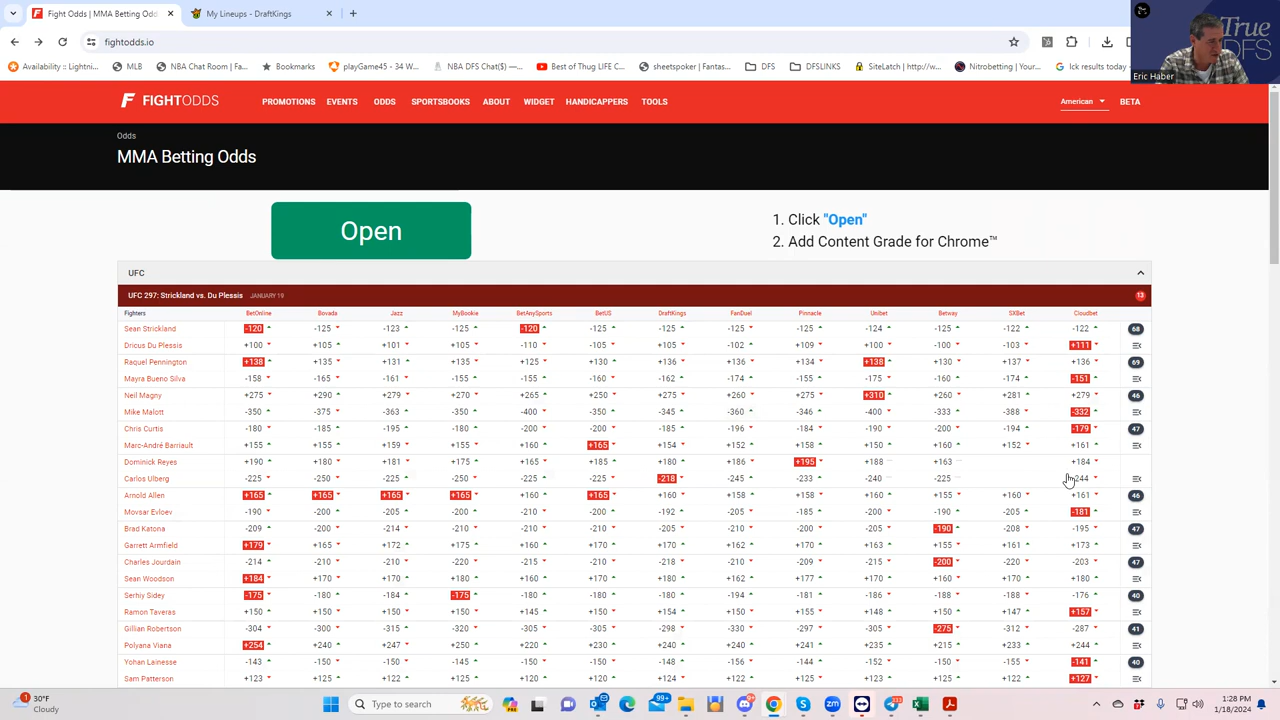 Fight Odds | MMA Betting Odds
My Lineups - DraftKings
fightodds.io
Availability :: Lightni...
MLB
NBA Chat Room | Fa...
Bookmarks
playGame45 - 34 W...
NBA DFS Chat($) -...
Best of Thug LIFE C...
sheetspoker | Fantas...
DFS
DFSLINKS
SiteLatch | http://w...
Nitrobetting | Your...
lck results today
True
DFS
Eric Haber
FIGHTODDS
PROMOTIONS EVENTS ODDS SPORTSBOOKS ABOUT WIDGET HANDICAPPERS TOOLS
American
BETA
Odds
MMA Betting Odds
Open
1. Click "Open"
2. Add Content Grade for Chrome™
UFC
UFC 297: Strickland vs. Du Plessis JANUARY 19 13
Fighters BetOnline Bovada Jazz MyBookie BetAnySports BetUS DraftKings FanDuel Pinnacle Unibet Betway SXBet Cloudbet
Sean Strickland -120 -125 -123 -125 -120 -125 -125 -125 -125 -124 -125 -122 -122 68
Dricus Du Plessis +100 +105 +101 +105 -110 -105 +105 -102 +109 +100 -100 -103 +111
Raquel Pennington +138 +135 +131 +135 +125 +130 +136 +136 +134 +138 +130 +137 +136 69
Mayra Bueno Silva -158 -165 -161 -155 -155 -160 -162 -174 -155 -175 -160 -174 -151
Neil Magny +275 +290 +279 +270 +265 +250 +275 +260 +275 +310 +260 +281 +279 46
Mike Malott -350 -375 -363 -350 -400 -350 -345 -360 -346 -400 -333 -388 -332
Chris Curtis -180 -185 -195 -180 -200 -200 -185 -196 -184 -190 -200 -194 -179 47
Marc-André Barriault +155 +155 +159 +155 +160 +165 +154 +152 +158 +150 +160 +152 +161
Dominick Reyes +190 +180 +181 +175 +165 +185 +180 +186 +195 +188 +163 +184
Carlos Ulberg -225 -250 -225 -250 -225 -225 -218 -245 -233 -240 -225 -244
Arnold Allen +165 +165 +165 +165 +160 +165 +158 +158 +158 +160 +155 +160 +161 46
Movsar Evloev -190 -200 -205 -200 -210 -200 -192 -205 -185 -200 -190 -205 -181
Brad Katona -209 -200 -214 -210 -210 -210 -205 -210 -200 -205 -190 -208 -195 47
Garrett Armfield +179 +165 +172 +175 +160 +170 +170 +162 +170 +163 +155 +161 +173
Charles Jourdain -214 -210 -210 -220 -215 -210 -218 -210 -209 -215 -200 -220 -203 47
Sean Woodson +184 +170 +170 +180 +160 +170 +180 +162 +177 +170 +160 +170 +180
Serhiy Sidey -175 -180 -184 -175 -180 -180 -180 -194 -181 -186 -188 -188 -176 40
Ramon Taveras +150 +150 +150 +150 +145 +150 +154 +150 +155 +148 +150 +147 +157
Gillian Robertson -304 -300 -315 -320 -305 -305 -298 -330 -297 -305 -275 -312 -287 41
Polyana Viana +254 +240 +247 +250 +220 +230 +240 +240 +241 +235 +215 +233 +244
Yohan Lainesse -143 -150 -150 -145 -150 -150 -148 -156 -144 -152 -150 -155 -141 40
Sam Patterson +123 +125 +122 +125 +120 +120 +124 +122 +125 +123 +125 +122 +127
30°F
Cloudy
Type to search
99+
1:28 PM
1/18/2024